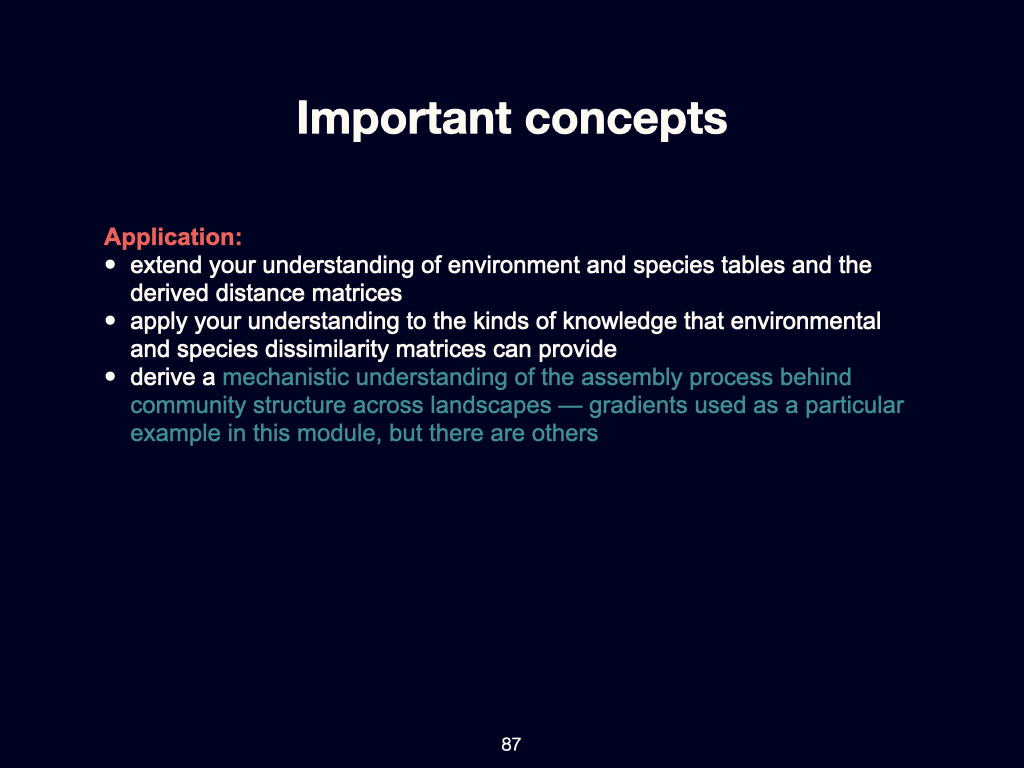 Important concepts
Application:
• extend your understanding of environment and species tables and the
derived distance matrices
• apply your understanding to the kinds of knowledge that environmental
and species dissimilarity matrices can provide
• derive a mechanistic understanding of the assembly process behind
community structure across landscapes — gradients used as a particular
example in this module, but there are others
87